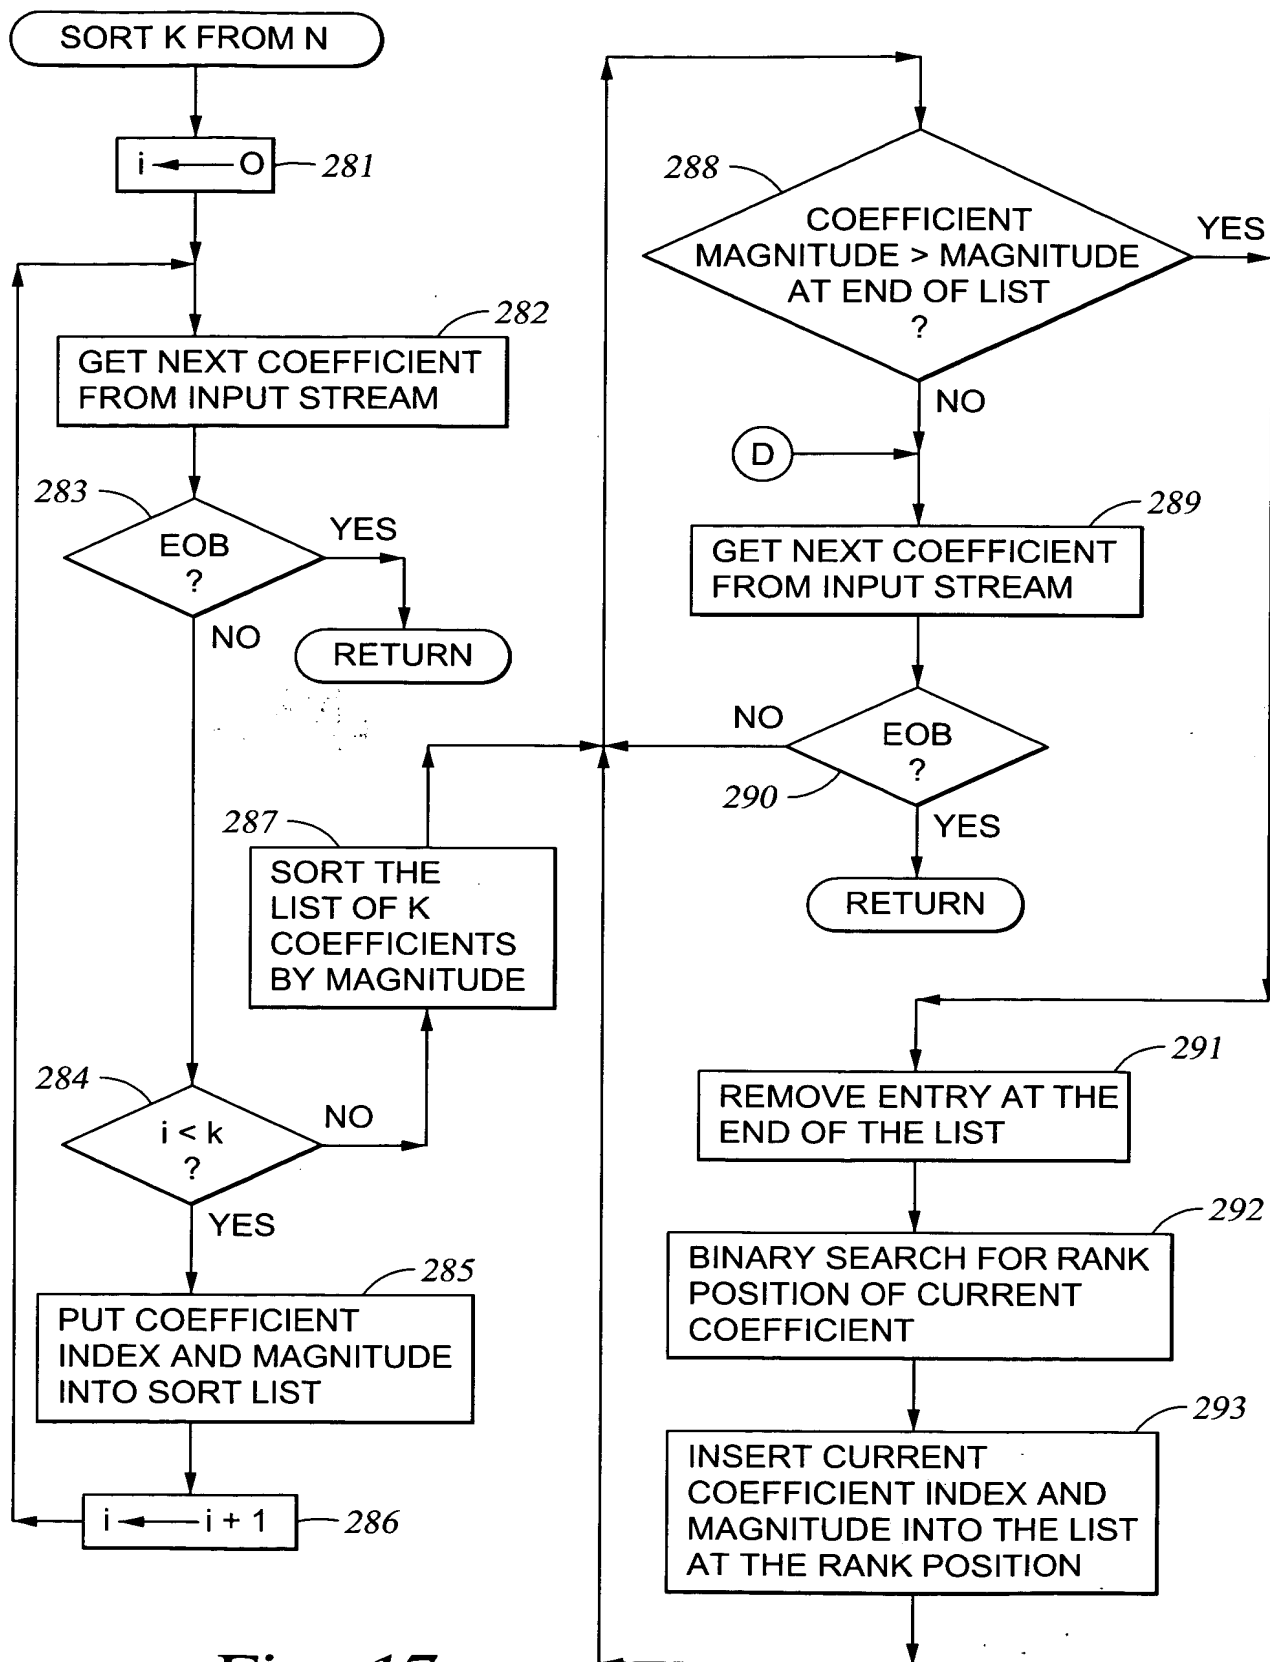 SORT K FROM N
i ← O
281
282
GET NEXT COEFFICIENT
FROM INPUT STREAM
283
EOB
?
YES
NO
RETURN
284
i < k
?
NO
YES
285
PUT COEFFICIENT
INDEX AND MAGNITUDE
INTO SORT LIST
i ← i + 1
286
287
SORT THE
LIST OF K
COEFFICIENTS
BY MAGNITUDE
288
COEFFICIENT
MAGNITUDE > MAGNITUDE
AT END OF LIST
?
YES
NO
D
289
GET NEXT COEFFICIENT
FROM INPUT STREAM
NO
EOB
?
290
YES
RETURN
291
REMOVE ENTRY AT THE
END OF THE LIST
292
BINARY SEARCH FOR RANK
POSITION OF CURRENT
COEFFICIENT
293
INSERT CURRENT
COEFFICIENT INDEX AND
MAGNITUDE INTO THE LIST
AT THE RANK POSITION